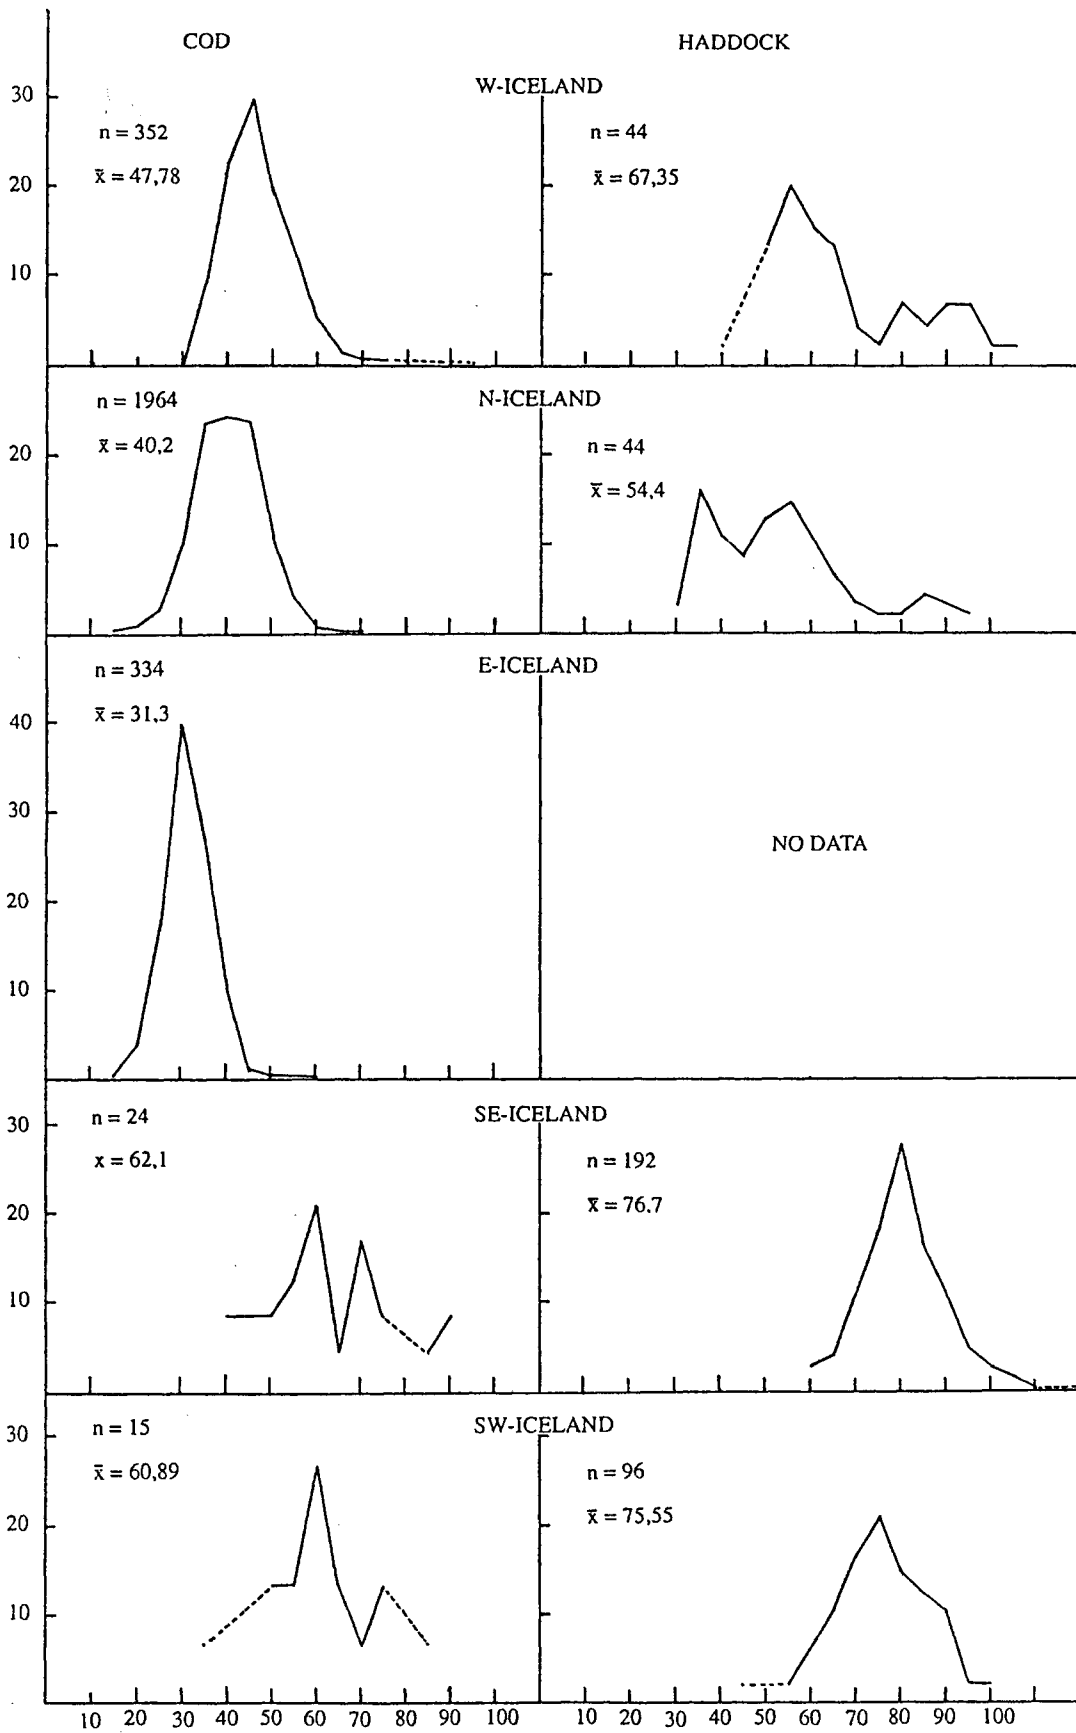 COD
HADDOCK
W-ICELAND
30
20
10
n = 352
x̄ = 47,78
n = 44
x̄ = 67,35
N-ICELAND
20
10
n = 1964
x̄ = 40,2
n = 44
x̄ = 54,4
E-ICELAND
40
30
20
10
n = 334
x̄ = 31,3
NO DATA
SE-ICELAND
30
20
10
n = 24
x = 62,1
n = 192
x̄ = 76,7
SW-ICELAND
30
20
10
n = 15
x̄ = 60,89
n = 96
x̄ = 75,55
10 20 30 40 50 60 70 80 90 100
10 20 30 40 50 60 70 80 90 100